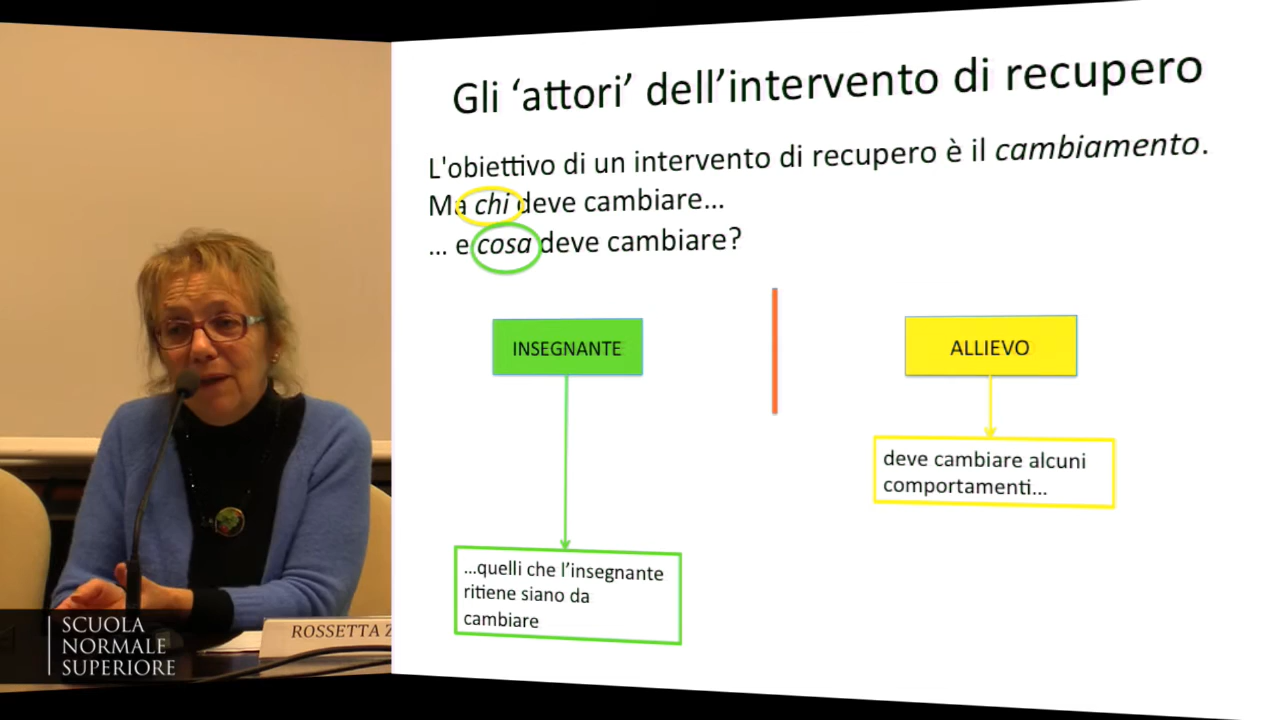 Gli ‘attori’ dell’intervento di recupero
L'obiettivo di un intervento di recupero è il cambiamento.
Ma chi deve cambiare...
... e cosa deve cambiare?
INSEGNANTE
ALLIEVO
deve cambiare alcuni
comportamenti...
...quelli che l’insegnante
ritiene siano da
cambiare
SCUOLA
NORMALE
SUPERIORE
ROSSETTA Z